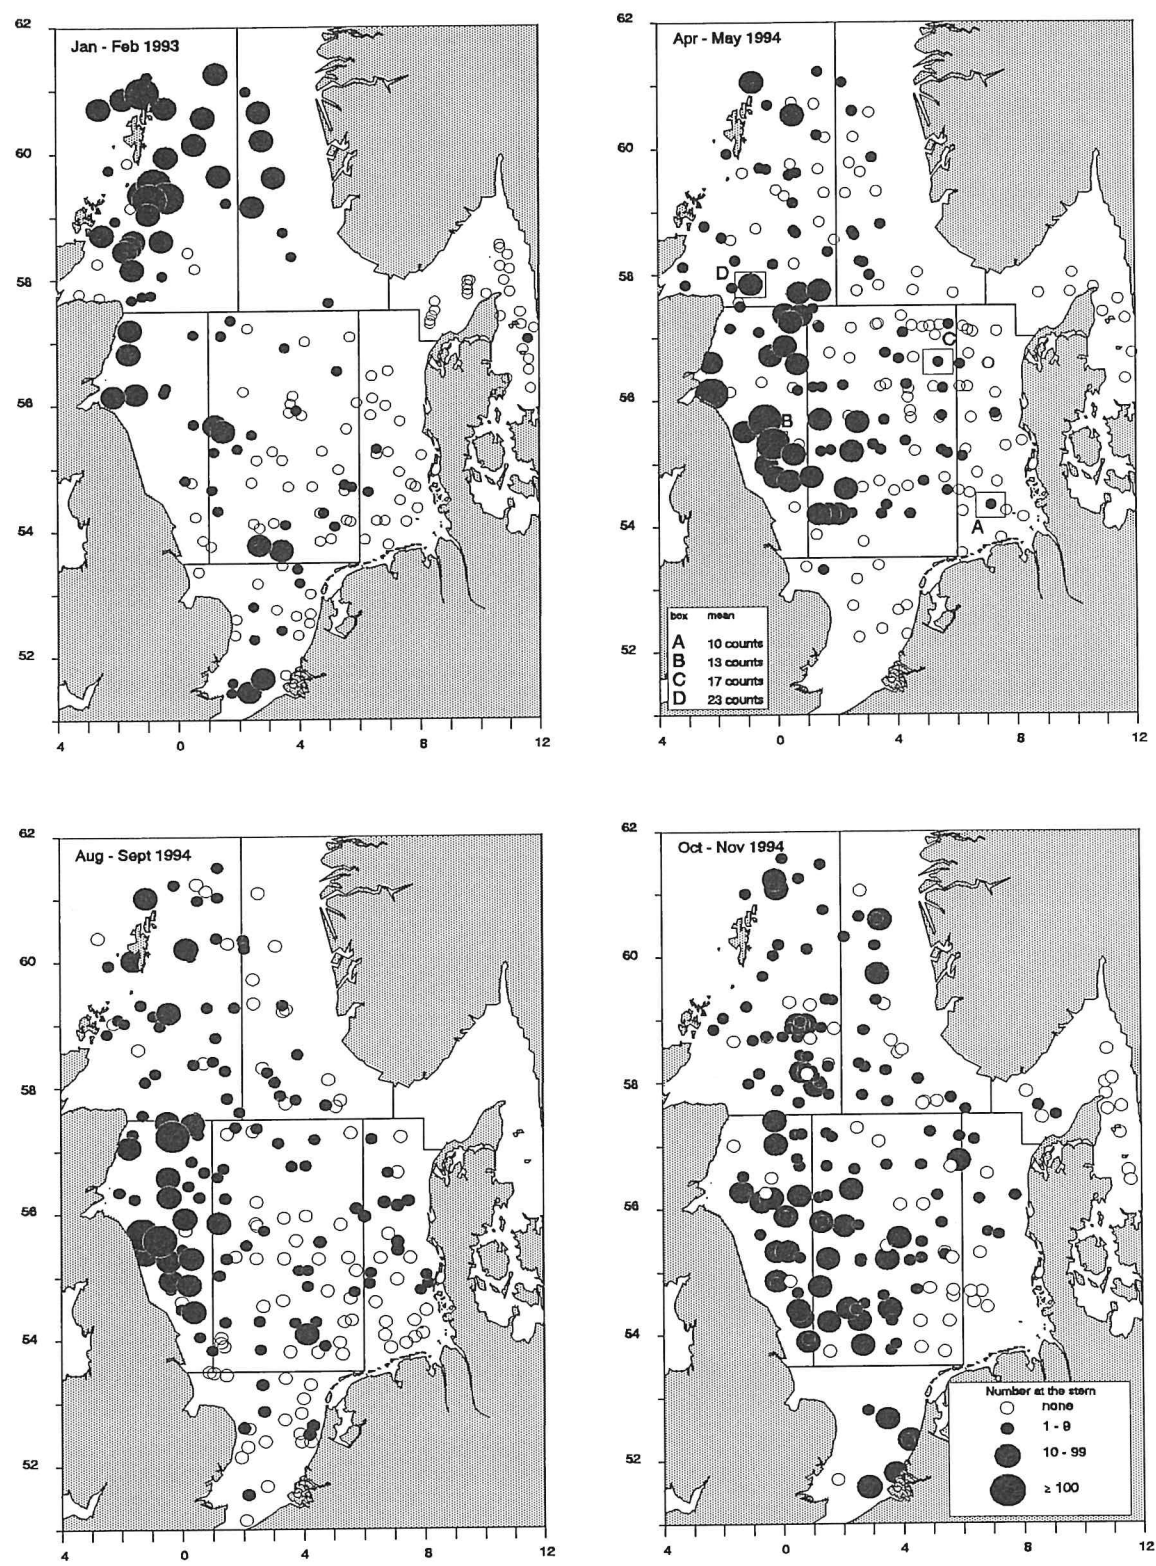 Jan - Feb 1993
62
60
58
56
54
52
4
0
4
8
12
Apr - May 1994
62
60
58
56
54
52
D
C
B
A
box mean
A 10 counts
B 13 counts
C 17 counts
D 23 counts
4
0
4
8
12
Aug - Sept 1994
62
60
58
56
54
52
4
0
4
8
12
Oct - Nov 1994
62
60
58
56
54
52
Number at the stern
none
1 - 9
10 - 99
≥ 100
4
0
4
8
12